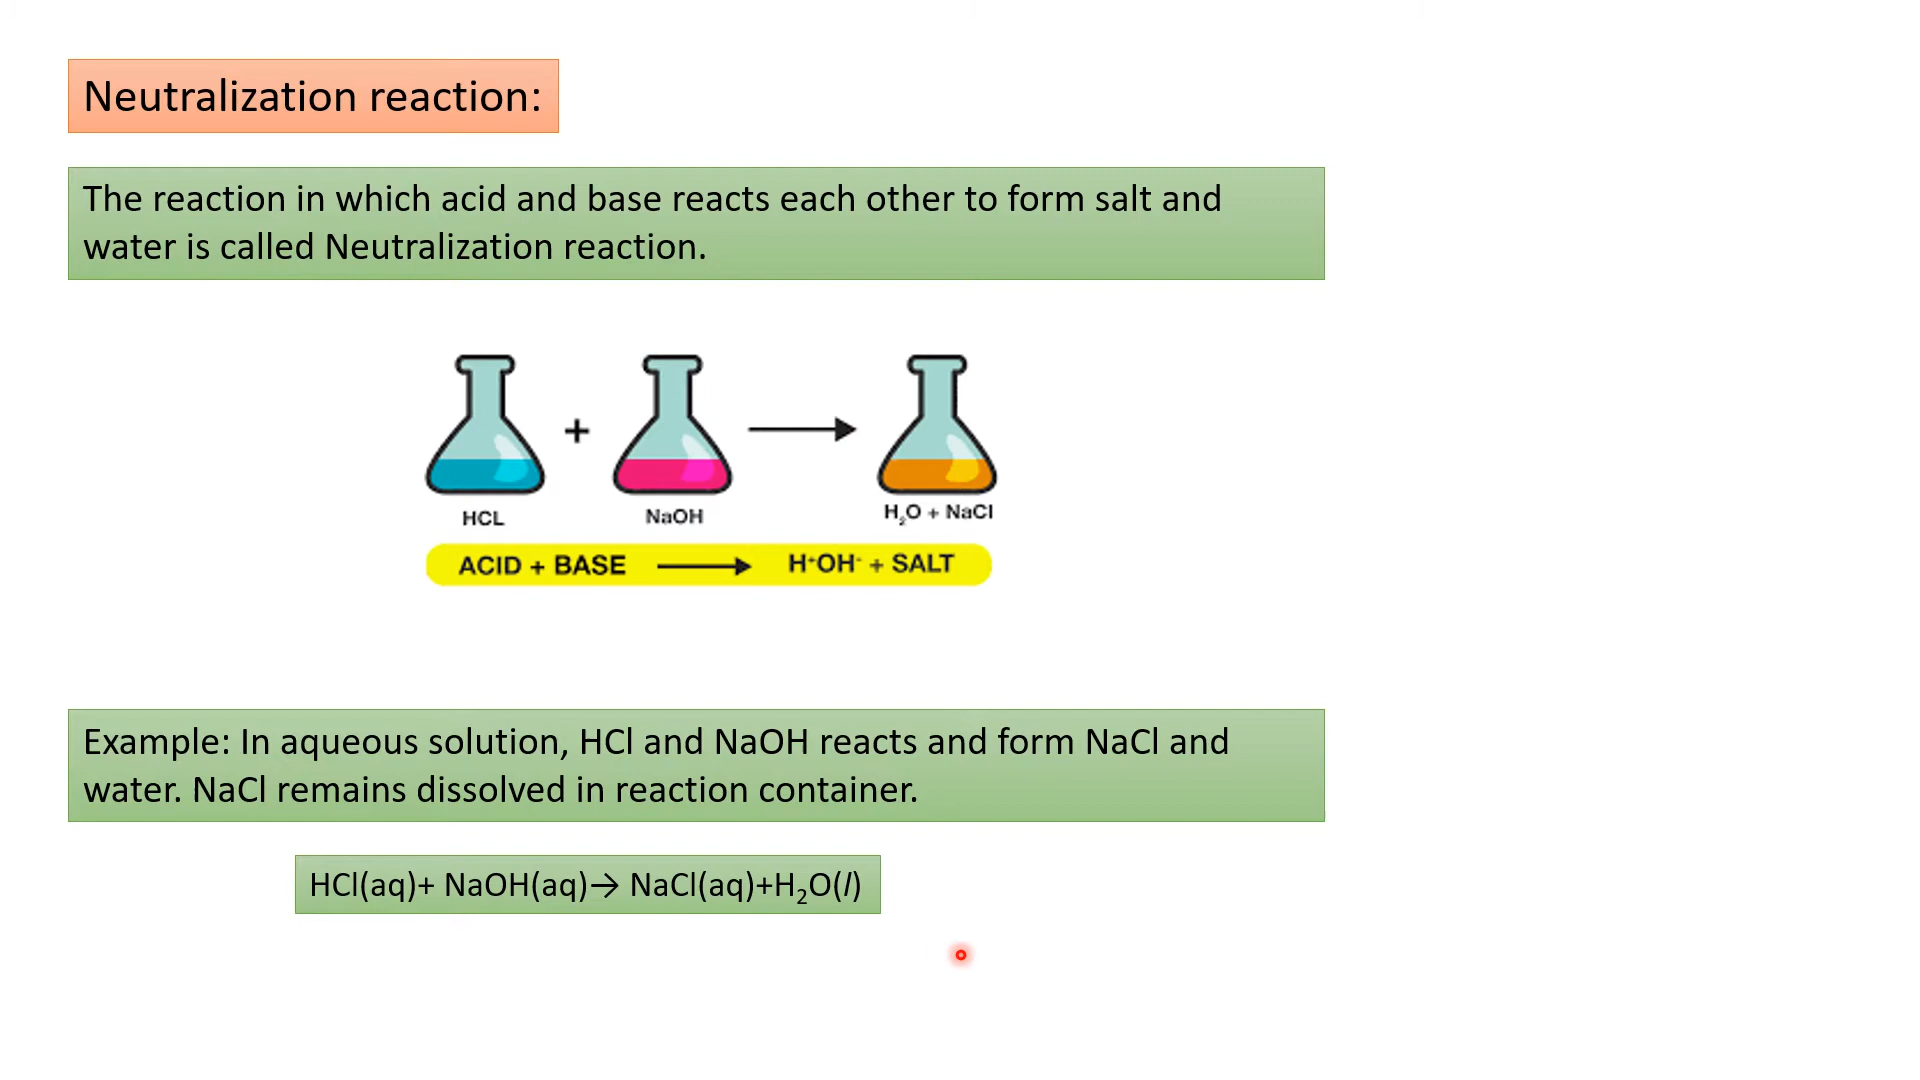 Neutralization reaction:
The reaction in which acid and base reacts each other to form salt and
water is called Neutralization reaction.
+
HCL
NaOH
H₂O + NaCl
ACID + BASE ⟶ H⁺OH⁻ + SALT
Example: In aqueous solution, HCl and NaOH reacts and form NaCl and
water. NaCl remains dissolved in reaction container.
HCl(aq)+ NaOH(aq)→ NaCl(aq)+H₂O(l)